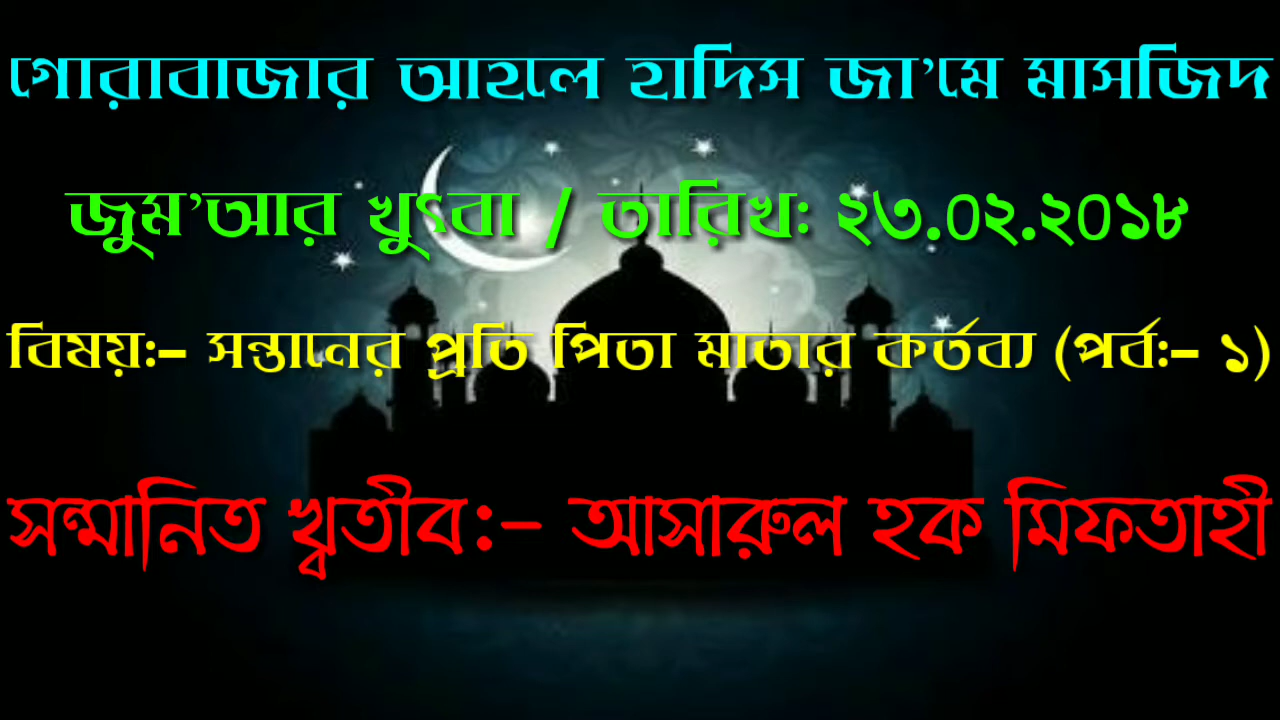 গোরাবাজার আহলে হাদিস জা'মে মাসজিদ
জুম'আর খুৎবা / তারিখঃ ২৩.০২.২০১৮
বিষয়ঃ- সন্তানের প্রতি পিতা মাতার কর্তব্য (পর্বঃ- ১)
সম্মানিত খ্বতীব:- আসারুল হক মিফতাহী